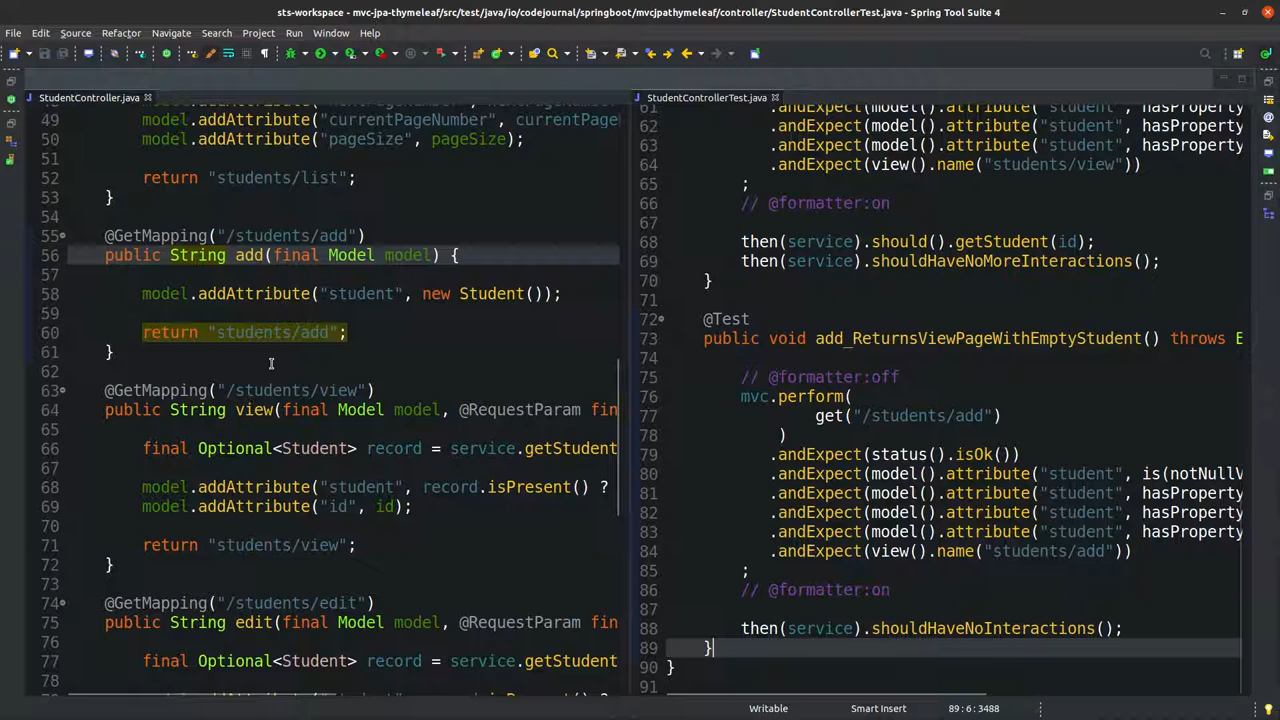 sts-workspace - mvc-jpa-thymeleaf/src/test/java/io/codejournal/springboot/mvcjpathymeleaf/controller/StudentControllerTest.java - Spring Tool Suite 4
File Edit Source Refactor Navigate Search Project Run Window Help
StudentController.java
49 model.addAttribute("currentPageNumber", currentPage
50 model.addAttribute("pageSize", pageSize);
51
52 return "students/list";
53 }
54
55 @GetMapping("/students/add")
56 public String add(final Model model) {
57
58 model.addAttribute("student", new Student());
59
60 return "students/add";
61 }
62
63 @GetMapping("/students/view")
64 public String view(final Model model, @RequestParam fin
65
66 final Optional<Student> record = service.getStudent
67
68 model.addAttribute("student", record.isPresent() ?
69 model.addAttribute("id", id);
70
71 return "students/view";
72 }
73
74 @GetMapping("/students/edit")
75 public String edit(final Model model, @RequestParam fin
76
77 final Optional<Student> record = service.getStudent
78
StudentControllerTest.java
61 .andExpect(model().attribute("student", hasProperty
62 .andExpect(model().attribute("student", hasProperty
63 .andExpect(model().attribute("student", hasProperty
64 .andExpect(view().name("students/view"))
65 ;
66 // @formatter:on
67
68 then(service).should().getStudent(id);
69 then(service).shouldHaveNoMoreInteractions();
70 }
71
72 @Test
73 public void add_ReturnsViewPageWithEmptyStudent() throws E
74
75 // @formatter:off
76 mvc.perform(
77 get("/students/add")
78 )
79 .andExpect(status().isOk())
80 .andExpect(model().attribute("student", is(notNullV
81 .andExpect(model().attribute("student", hasProperty
82 .andExpect(model().attribute("student", hasProperty
83 .andExpect(model().attribute("student", hasProperty
84 .andExpect(view().name("students/add"))
85 ;
86 // @formatter:on
87
88 then(service).shouldHaveNoInteractions();
89 }
90 }
91
Writable Smart Insert 89 : 6 : 3488